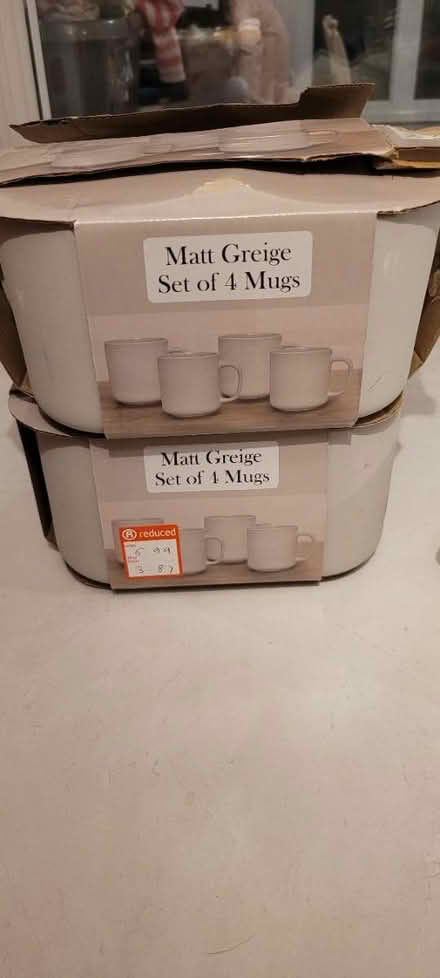 Matt Greige
Set of 4 Mugs
Matt Greige
Set of 4 Mugs
R reduced
5 99
3 87